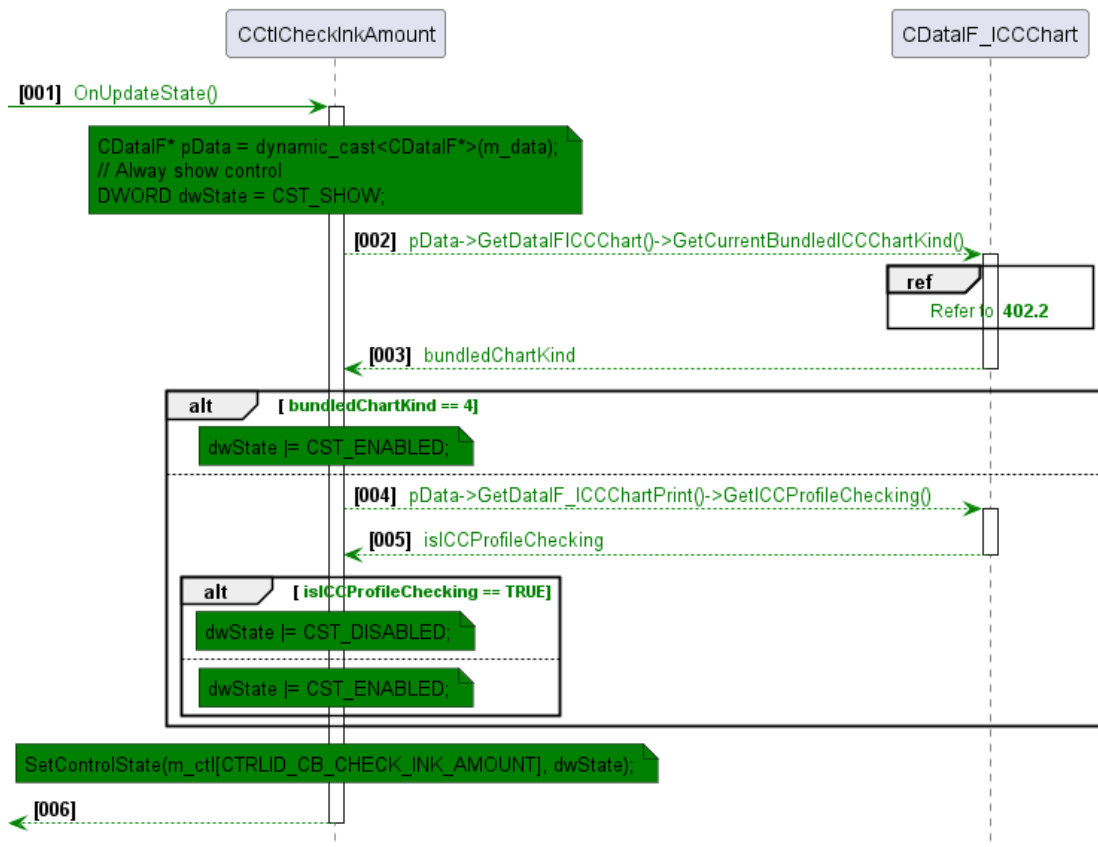 CCtlCheckInkAmount
CDataIF_ICCChart
[001] OnUpdateState()
CDataIF* pData = dynamic_cast<CDataIF*>(m_data);
// Alway show control
DWORD dwState = CST_SHOW;
[002] pData->GetDataIFICCChart()->GetCurrentBundledICCChartKind()
ref
Refer to 402.2
[003] bundledChartKind
alt [ bundledChartKind == 4]
dwState |= CST_ENABLED;
[004] pData->GetDataIF_ICCChartPrint()->GetICCProfileChecking()
[005] isICCProfileChecking
alt [ isICCProfileChecking == TRUE]
dwState |= CST_DISABLED;
dwState |= CST_ENABLED;
SetControlState(m_ctl[CTRLID_CB_CHECK_INK_AMOUNT], dwState);
[006]